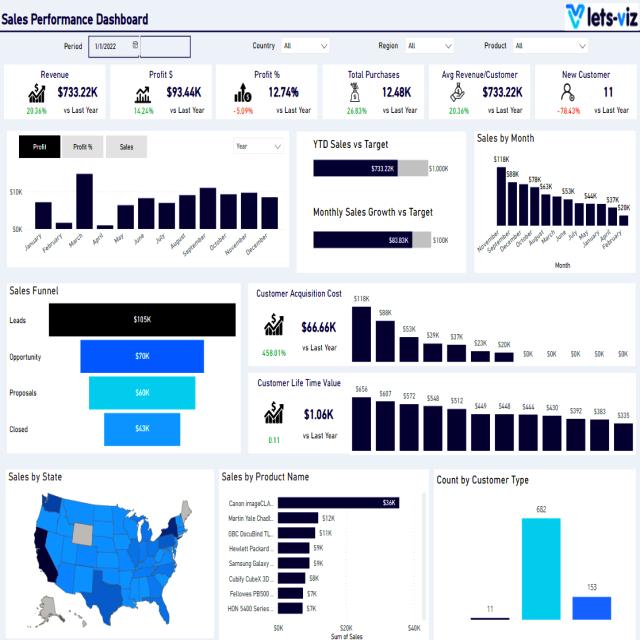 Sales Performance Dashboard
lets-viz
Period
1/1/2022
Country
All
Region
All
Product
All
Revenue
$733.22K
20.36%
vs Last Year
Profit $
$93.44K
14.24%
vs Last Year
Profit %
12.74%
-5.09%
vs Last Year
Total Purchases
12.48K
26.83%
vs Last Year
Avg Revenue/Customer
$733.22K
20.36%
vs Last Year
New Customer
11
-78.43%
vs Last Year
Profit
Profit %
Sales
Year
$10K
$0K
January
February
March
April
May
June
July
August
September
October
November
December
YTD Sales vs Target
$733.22K
$1,000K
Monthly Sales Growth vs Target
$83.83K
$100K
Sales by Month
$118K
$88K
$78K
$63K
$53K
$44K
$37K
$20K
November
September
December
October
August
March
June
July
May
January
April
February
Month
Sales Funnel
Leads
$105K
Opportunity
$70K
Proposals
$60K
Closed
$43K
Customer Acquisition Cost
$66.66K
458.01%
vs Last Year
$118K
$88K
$53K
$39K
$37K
$23K
$20K
$0K
$0K
$0K
$0K
$0K
Customer Life Time Value
$1.06K
0.11
vs Last Year
$656
$607
$572
$548
$512
$449
$448
$444
$430
$392
$383
$335
Sales by State
Sales by Product Name
Canon imageCLA...
$36K
Martin Yale Chadl...
$12K
GBC DocuBind TL...
$11K
Hewlett Packard ...
$9K
Samsung Galaxy ...
$9K
Cubify CubeX 3D ...
$8K
Fellowes PB500 ...
$7K
HON 5400 Series ...
$7K
$0K
$20K
$40K
Sum of Sales
Count by Customer Type
11
682
153